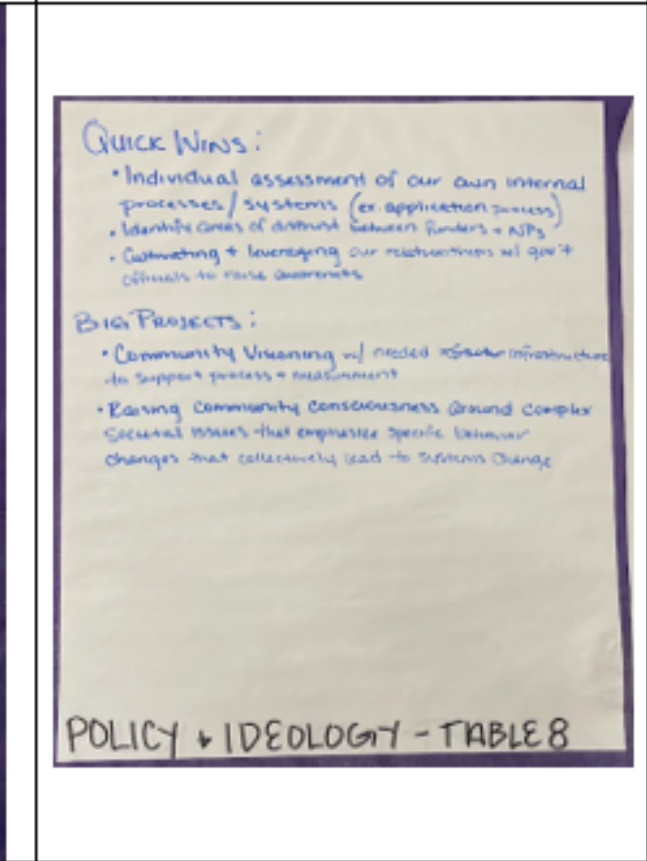 QUICK WINS:
• Individual assessment of our own internal
processes/systems (ex. application process)
• Identify areas of distrust between funders + NPs
• Cultivating + leveraging our relationships w/ gov't
officials to raise awareness
BIG PROJECTS:
• Community Visioning w/ needed infrastructure
to support process + measurement
• Raising Community Consciousness around complex
Societal issues that emphasize specific behavior
changes that collectively lead to systems change
POLICY + IDEOLOGY - TABLE 8